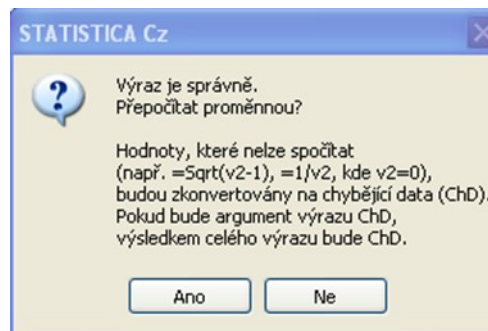 STATISTICA Cz
Výraz je správně.
Přepočítat proměnnou?
Hodnoty, které nelze spočítat
(např. =Sqrt(v2-1), =1/v2, kde v2=0),
budou zkonvertovány na chybějící data (ChD).
Pokud bude argument výrazu ChD,
výsledkem celého výrazu bude ChD.
Ano Ne